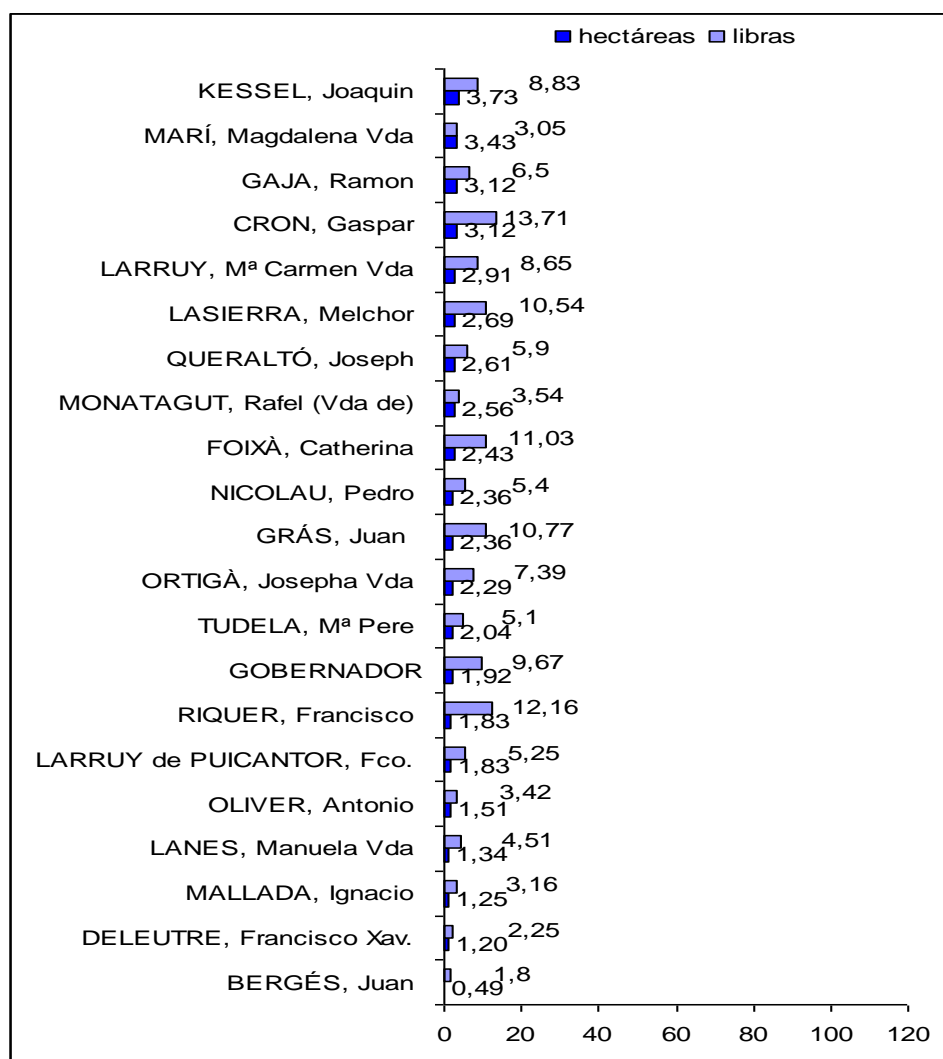 hectáreas libras
KESSEL, Joaquin 8,83
3,73
MARÍ, Magdalena Vda 3,05
3,43
GAJA, Ramon 6,5
3,12
CRON, Gaspar 13,71
3,12
LARRUY, Mª Carmen Vda 8,65
2,91
LASIERRA, Melchor 10,54
2,69
QUERALTÓ, Joseph 5,9
2,61
MONATAGUT, Rafel (Vda de) 3,54
2,56
FOIXÀ, Catherina 11,03
2,43
NICOLAU, Pedro 5,4
2,36
GRÁS, Juan 10,77
2,36
ORTIGÀ, Josepha Vda 7,39
2,29
TUDELA, Mª Pere 5,1
2,04
GOBERNADOR 9,67
1,92
RIQUER, Francisco 12,16
1,83
LARRUY de PUICANTOR, Fco. 5,25
1,83
OLIVER, Antonio 3,42
1,51
LANES, Manuela Vda 4,51
1,34
MALLADA, Ignacio 3,16
1,25
DELEUTRE, Francisco Xav. 2,25
1,20
BERGÉS, Juan 1,8
0,49
0 20 40 60 80 100 120